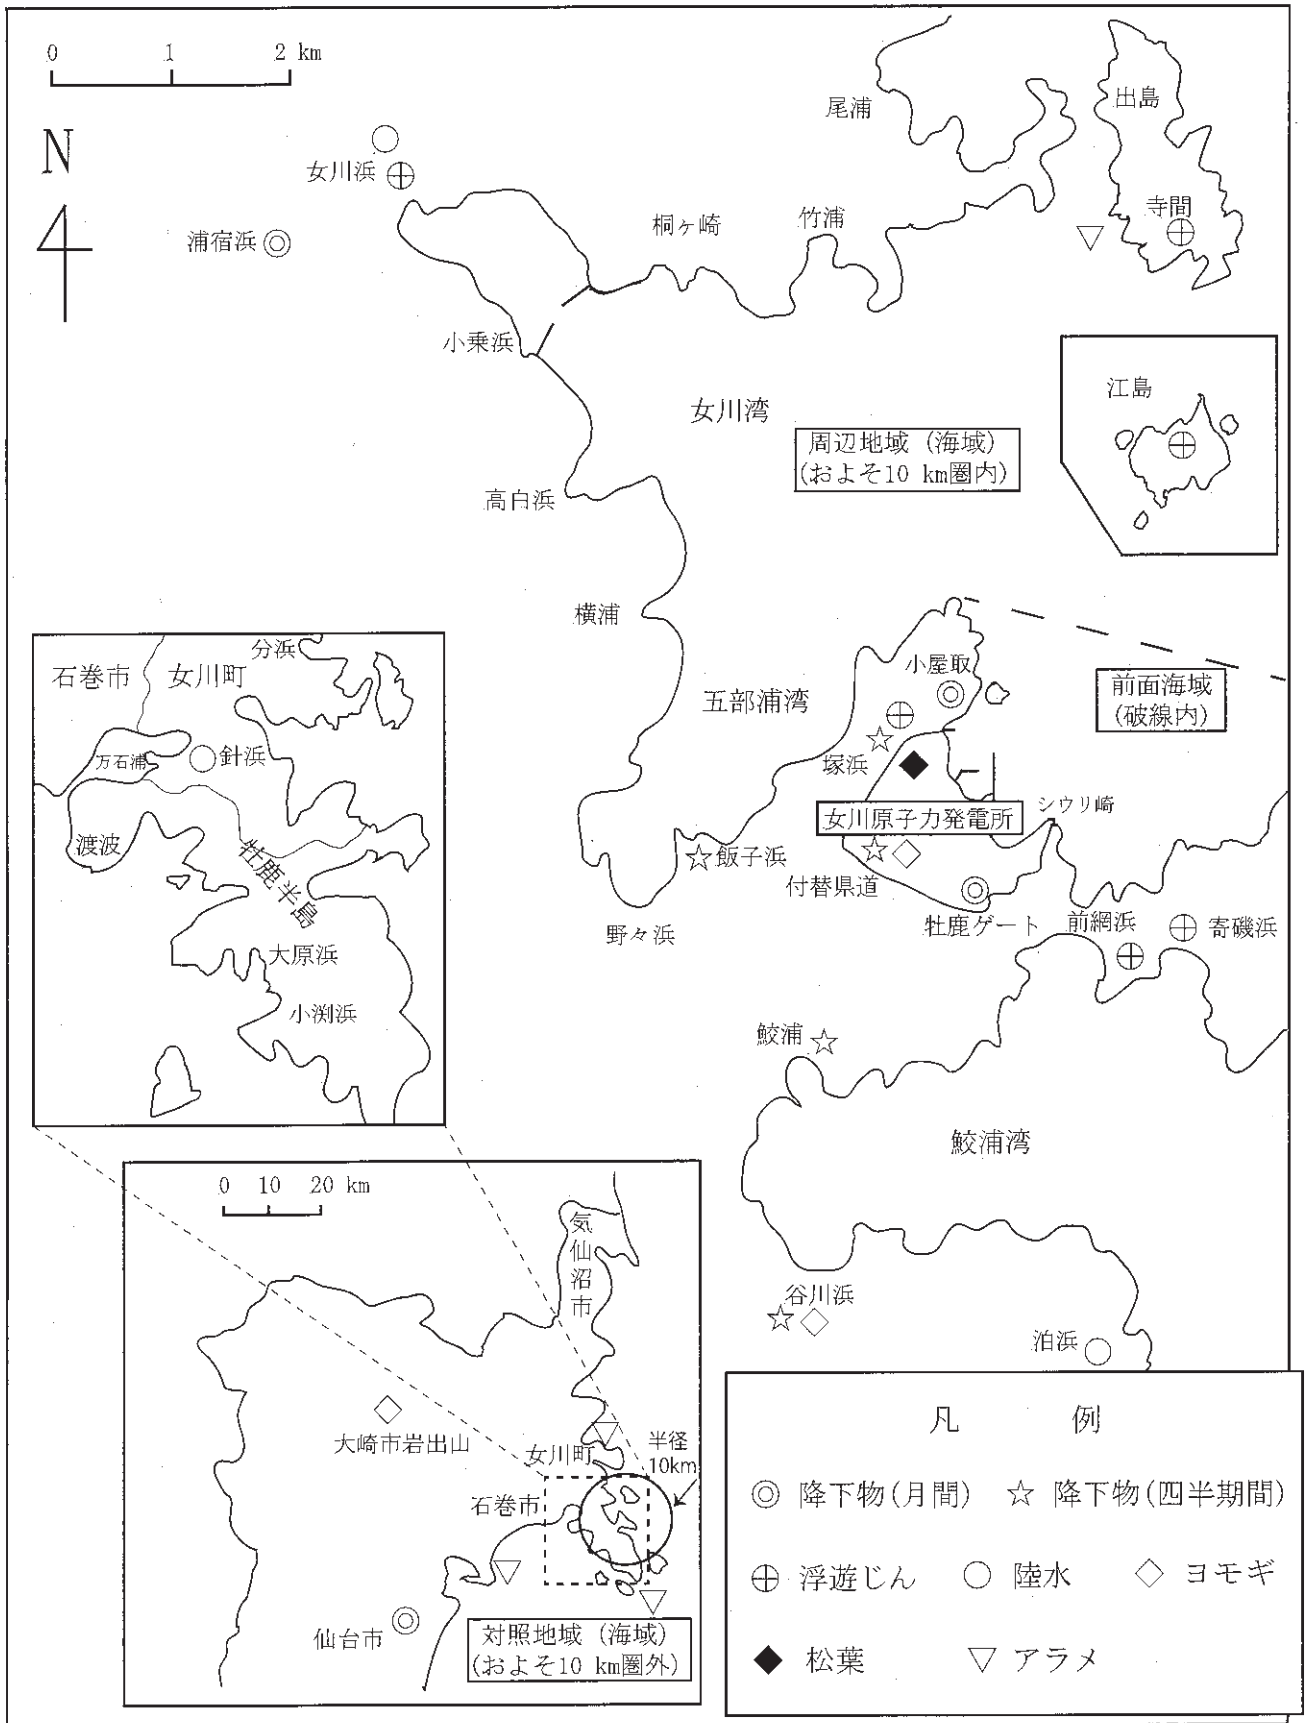 0 1 2 km
N
尾浦
出島
女川浜
浦宿浜
桐ヶ崎
竹浦
寺間
小乗浜
江島
女川湾
周辺地域 (海域)
(およそ10 km圏内)
高白浜
横浦
分浜
石巻市
女川町
小屋取
前面海域
(破線内)
五部浦湾
針浜
万石浦
塚浜
シウリ崎
女川原子力発電所
渡波
牡鹿半島
飯子浜
付替県道
牡鹿ゲート
前網浜
寄磯浜
野々浜
大原浜
小渕浜
鮫浦
鮫浦湾
0 10 20 km
気仙沼市
谷川浜
泊浜
大崎市岩出山
女川町
半径
10km
石巻市
仙台市
対照地域 (海域)
(およそ10 km圏外)
凡 例
降下物(月間) 降下物(四半期間)
浮遊じん 陸水 ヨモギ
松葉 アラメ